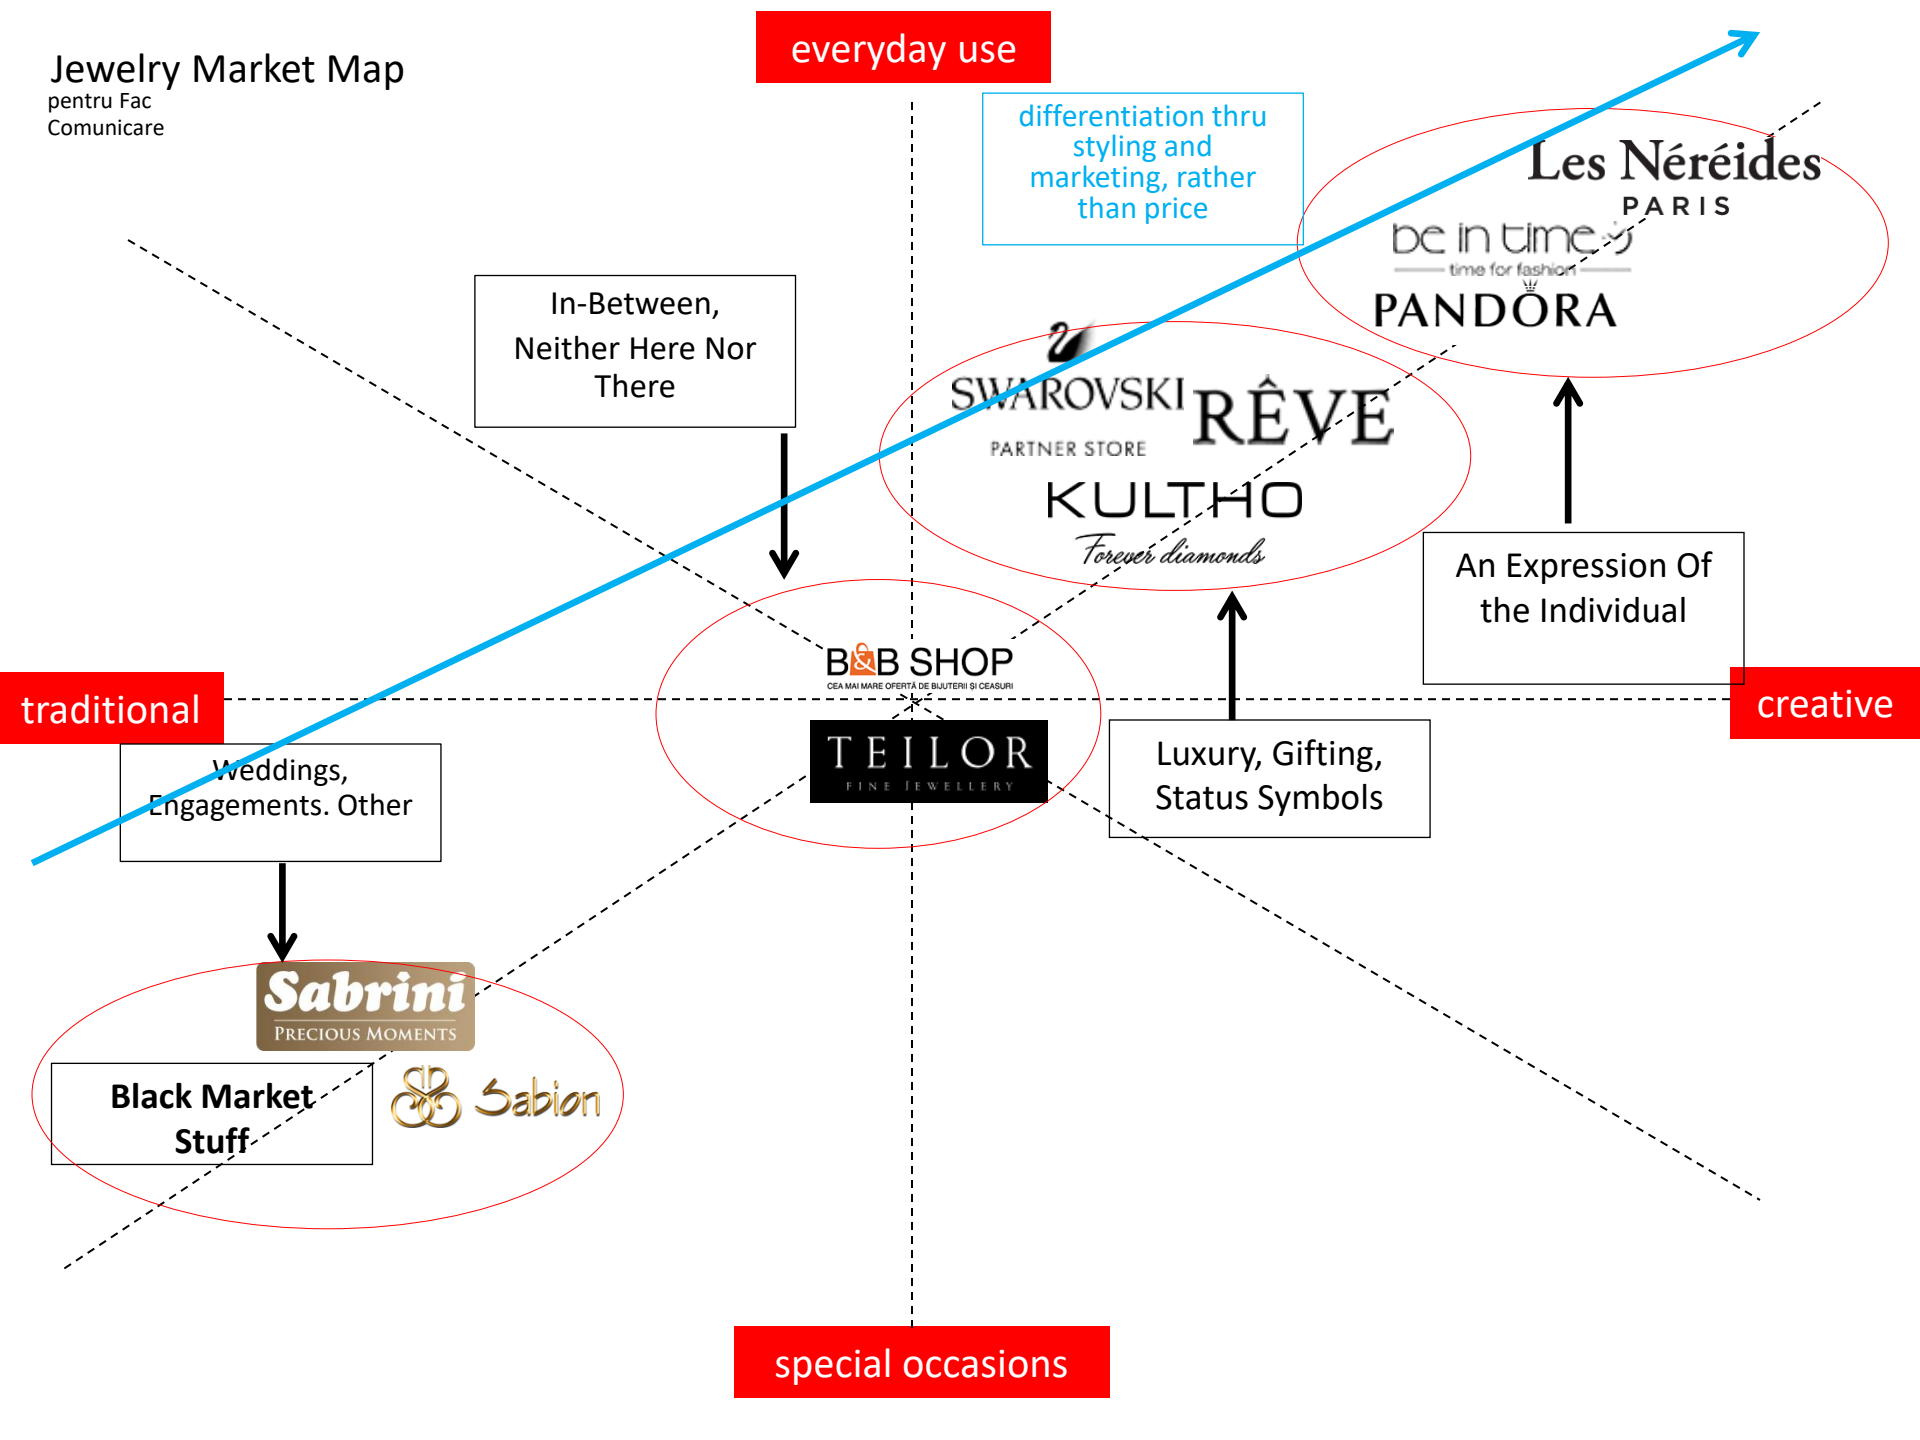 everyday use
Jewelry Market Map
pentru Fac
Comunicare
differentiation thru
styling and
marketing, rather
than price
Les Néréides
PARIS
be in time
time for fashion
PANDORA
In-Between,
Neither Here Nor
There
SWAROVSKI
PARTNER STORE
RÊVE
KULTHO
Forever diamonds
An Expression Of
the Individual
B&B SHOP
CEA MAI MARE OFERTĂ DE BIJUTERII ȘI CEASURI
traditional
creative
TEILOR
FINE JEWELLERY
Luxury, Gifting,
Status Symbols
Weddings,
Engagements. Other
Sabrini
PRECIOUS MOMENTS
Black Market
Stuff
Sabion
special occasions